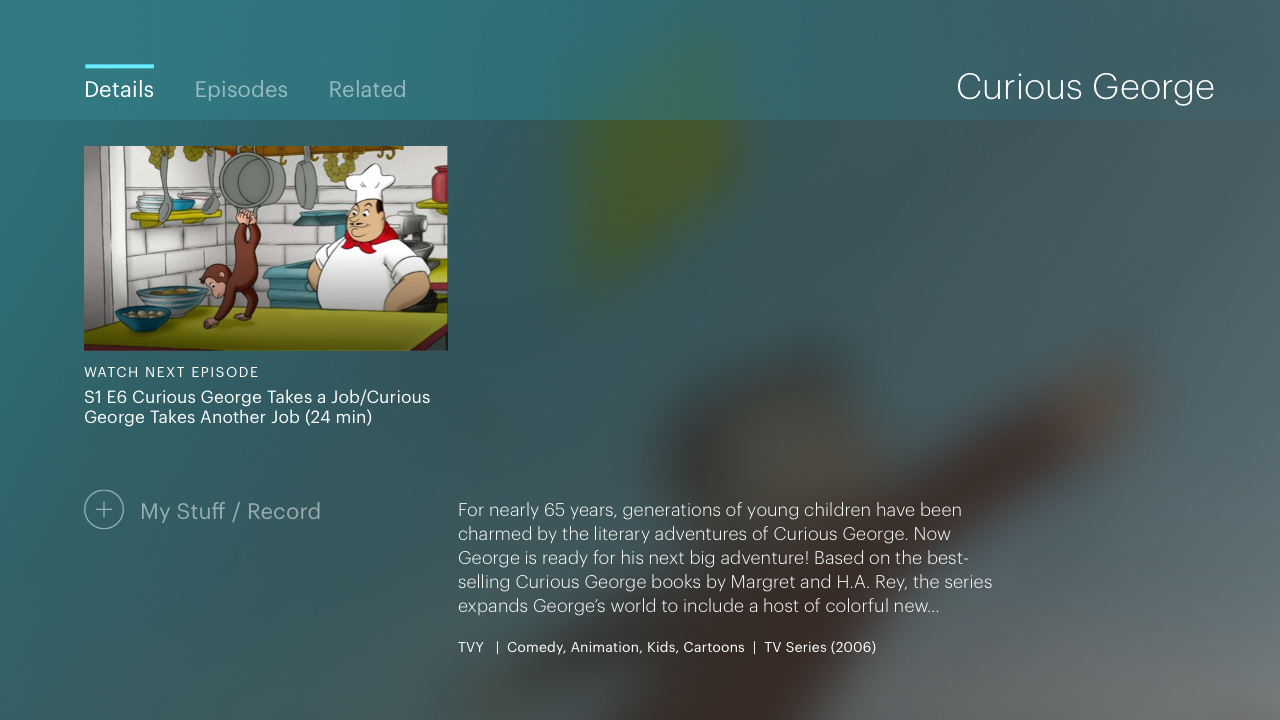 Details Episodes Related
Curious George
WATCH NEXT EPISODE
S1 E6 Curious George Takes a Job/Curious
George Takes Another Job (24 min)
My Stuff / Record
For nearly 65 years, generations of young children have been
charmed by the literary adventures of Curious George. Now
George is ready for his next big adventure! Based on the best-
selling Curious George books by Margret and H.A. Rey, the series
expands George’s world to include a host of colorful new...
TVY | Comedy, Animation, Kids, Cartoons | TV Series (2006)